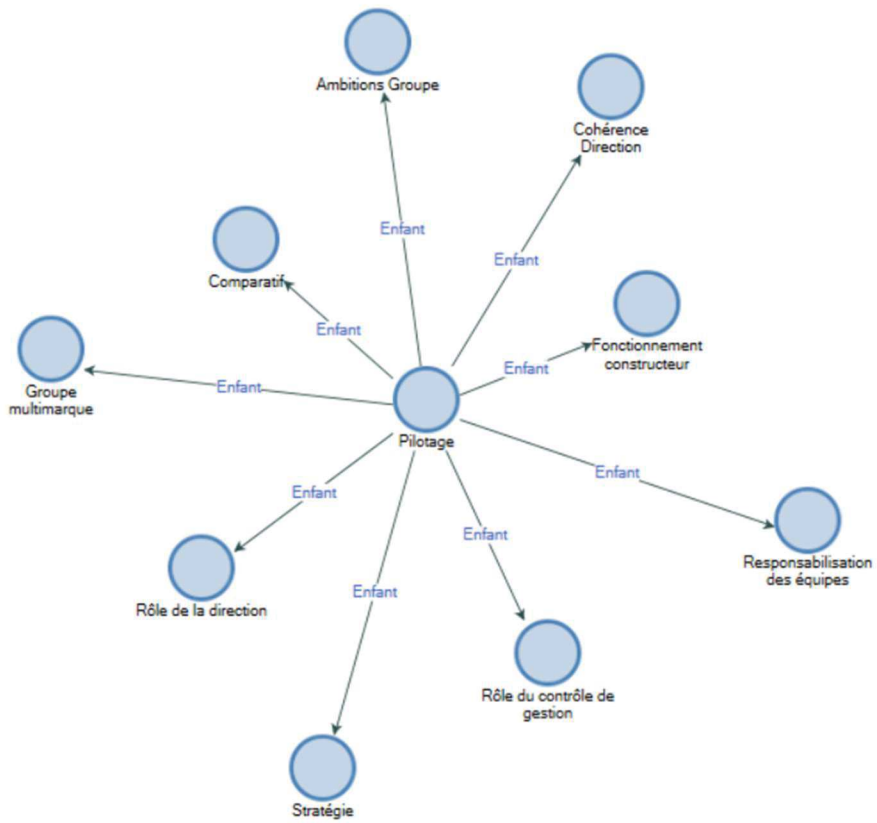 Ambitions Groupe
Cohérence
Direction
Enfant
Enfant
Comparatif
Enfant
Fonctionnement
constructeur
Enfant
Groupe
multimarque
Enfant
Pilotage
Enfant
Responsabilisation
des équipes
Enfant
Rôle de la direction
Enfant
Rôle du contrôle de
gestion
Enfant
Stratégie